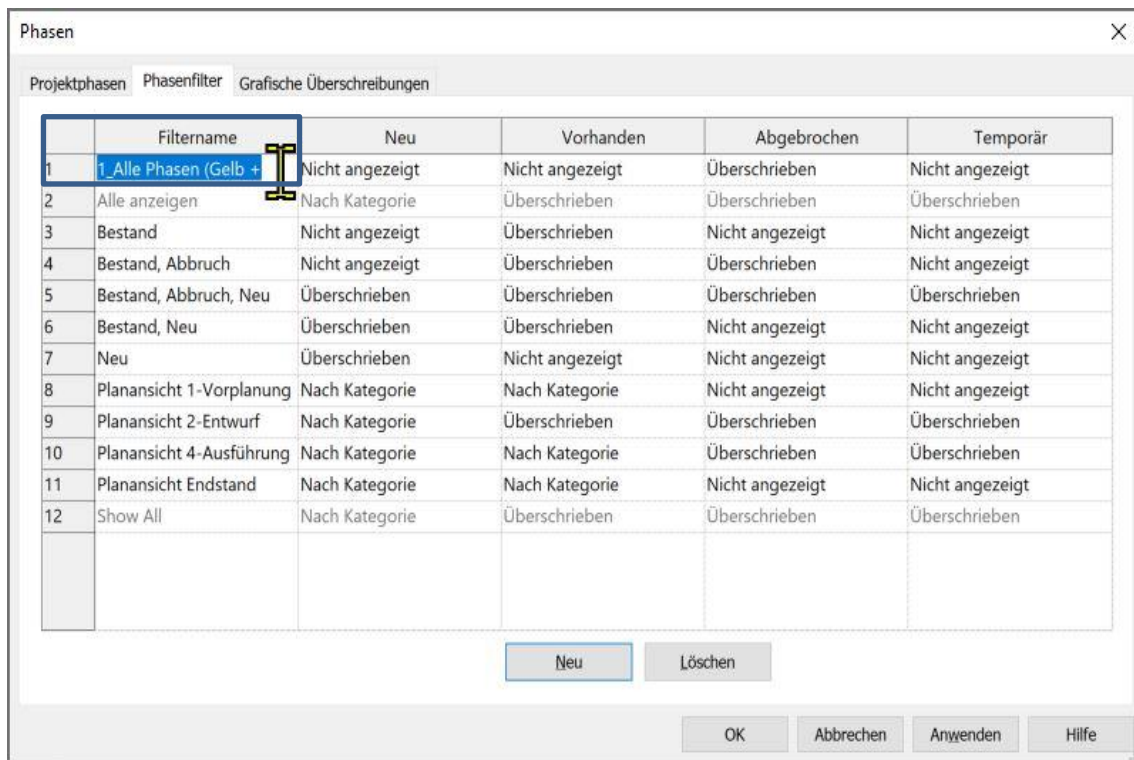 Phasen
Projektphasen Phasenfilter Grafische Überschreibungen
Filtername Neu Vorhanden Abgebrochen Temporär
1 1_Alle Phasen (Gelb + Nicht angezeigt Nicht angezeigt Überschrieben Nicht angezeigt
2 Alle anzeigen Nach Kategorie Überschrieben Überschrieben Überschrieben
3 Bestand Nicht angezeigt Überschrieben Nicht angezeigt Nicht angezeigt
4 Bestand, Abbruch Nicht angezeigt Überschrieben Überschrieben Nicht angezeigt
5 Bestand, Abbruch, Neu Überschrieben Überschrieben Überschrieben Überschrieben
6 Bestand, Neu Überschrieben Überschrieben Nicht angezeigt Nicht angezeigt
7 Neu Überschrieben Nicht angezeigt Nicht angezeigt Nicht angezeigt
8 Planansicht 1-Vorplanung Nach Kategorie Nach Kategorie Nicht angezeigt Nicht angezeigt
9 Planansicht 2-Entwurf Nach Kategorie Überschrieben Überschrieben Überschrieben
10 Planansicht 4-Ausführung Nach Kategorie Nach Kategorie Überschrieben Überschrieben
11 Planansicht Endstand Nach Kategorie Nach Kategorie Nicht angezeigt Nicht angezeigt
12 Show All Nach Kategorie Überschrieben Überschrieben Überschrieben
Neu Löschen
OK Abbrechen Anwenden Hilfe